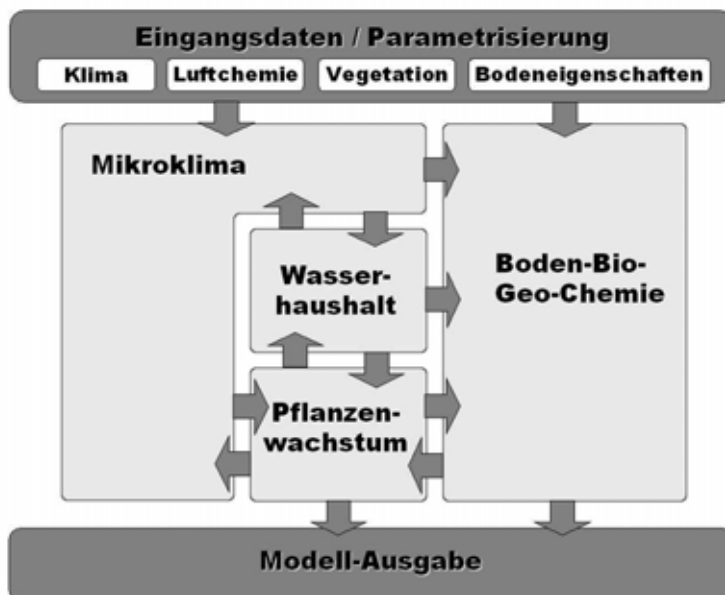 Eingangsdaten / Parametrisierung
Klima Luftchemie Vegetation Bodeneigenschaften
Mikroklima
Wasser-
haushalt
Boden-Bio-
Geo-Chemie
Pflanzen-
wachstum
Modell-Ausgabe